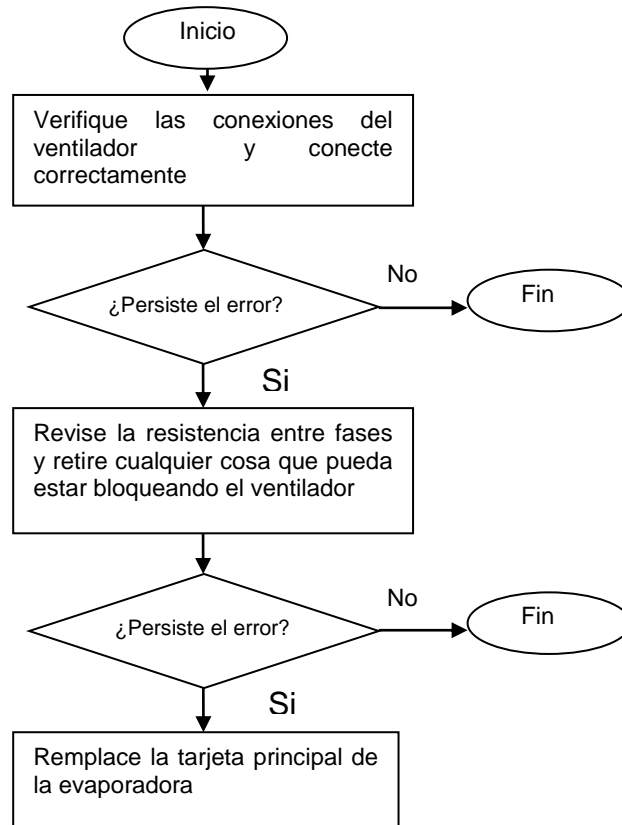 Inicio
Verifique las conexiones del
ventilador y conecte
correctamente
¿Persiste el error?
No
Fin
Si
Revise la resistencia entre fases
y retire cualquier cosa que pueda
estar bloqueando el ventilador
¿Persiste el error?
No
Fin
Si
Remplace la tarjeta principal de
la evaporadora